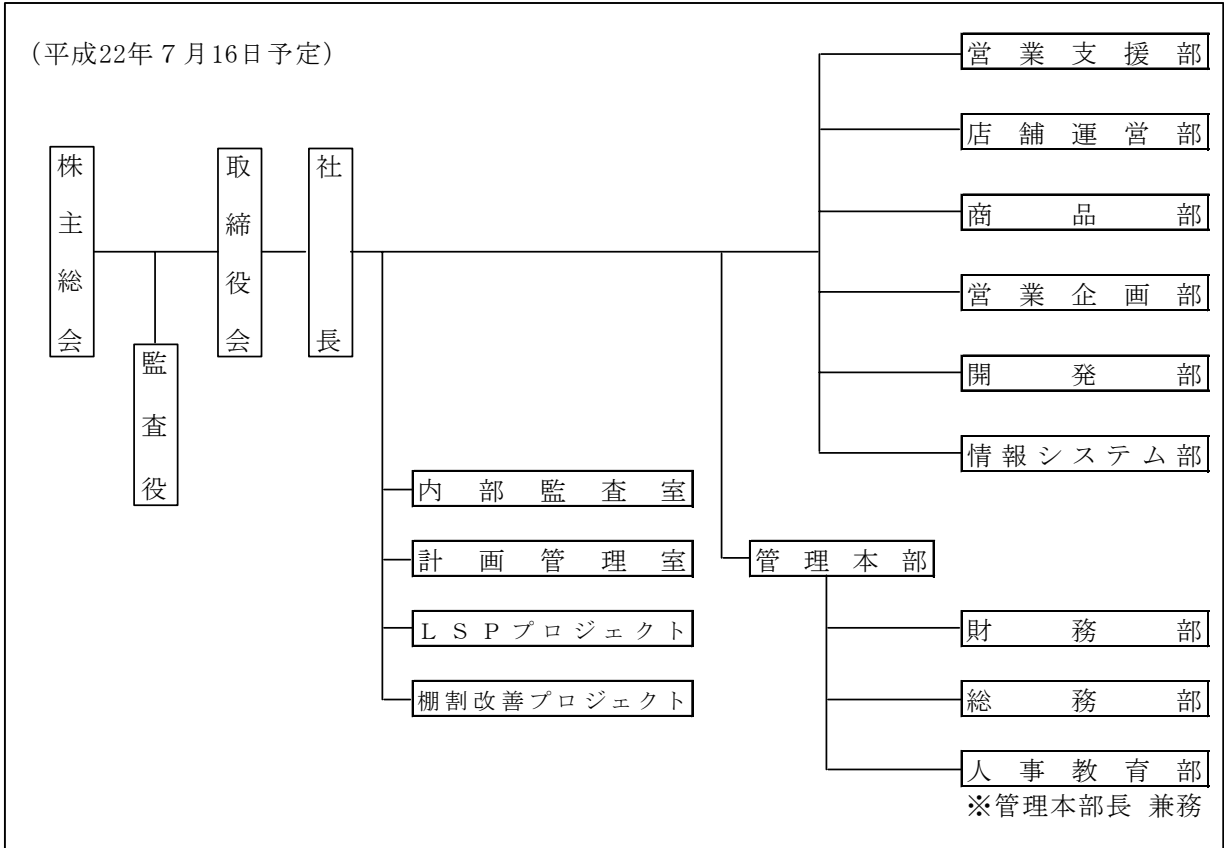 （平成22年７月16日予定）
株主総会
監査役
取締役会
社長
内部監査室
計画管理室
ＬＳＰプロジェクト
棚割改善プロジェクト
営業支援部
店舗運営部
商品部
営業企画部
開発部
情報システム部
管理本部
財務部
総務部
人事教育部
※管理本部長 兼務